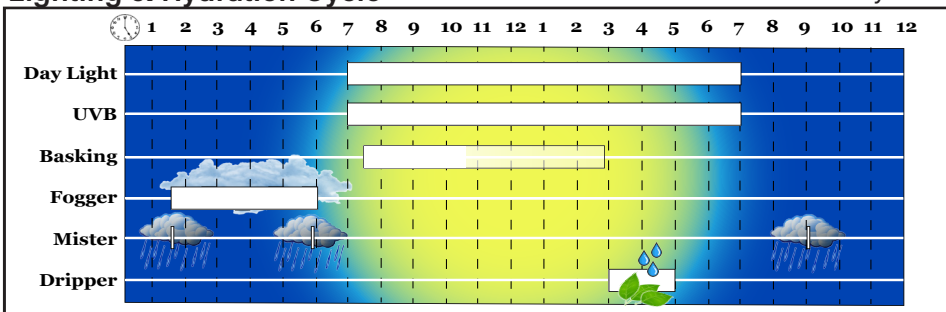 Lighting & Hydration Cycle
1 2 3 4 5 6 7 8 9 10 11 12 1 2 3 4 5 6 7 8 9 10 11 12
Day Light
UVB
Basking
Fogger
Mister
Dripper